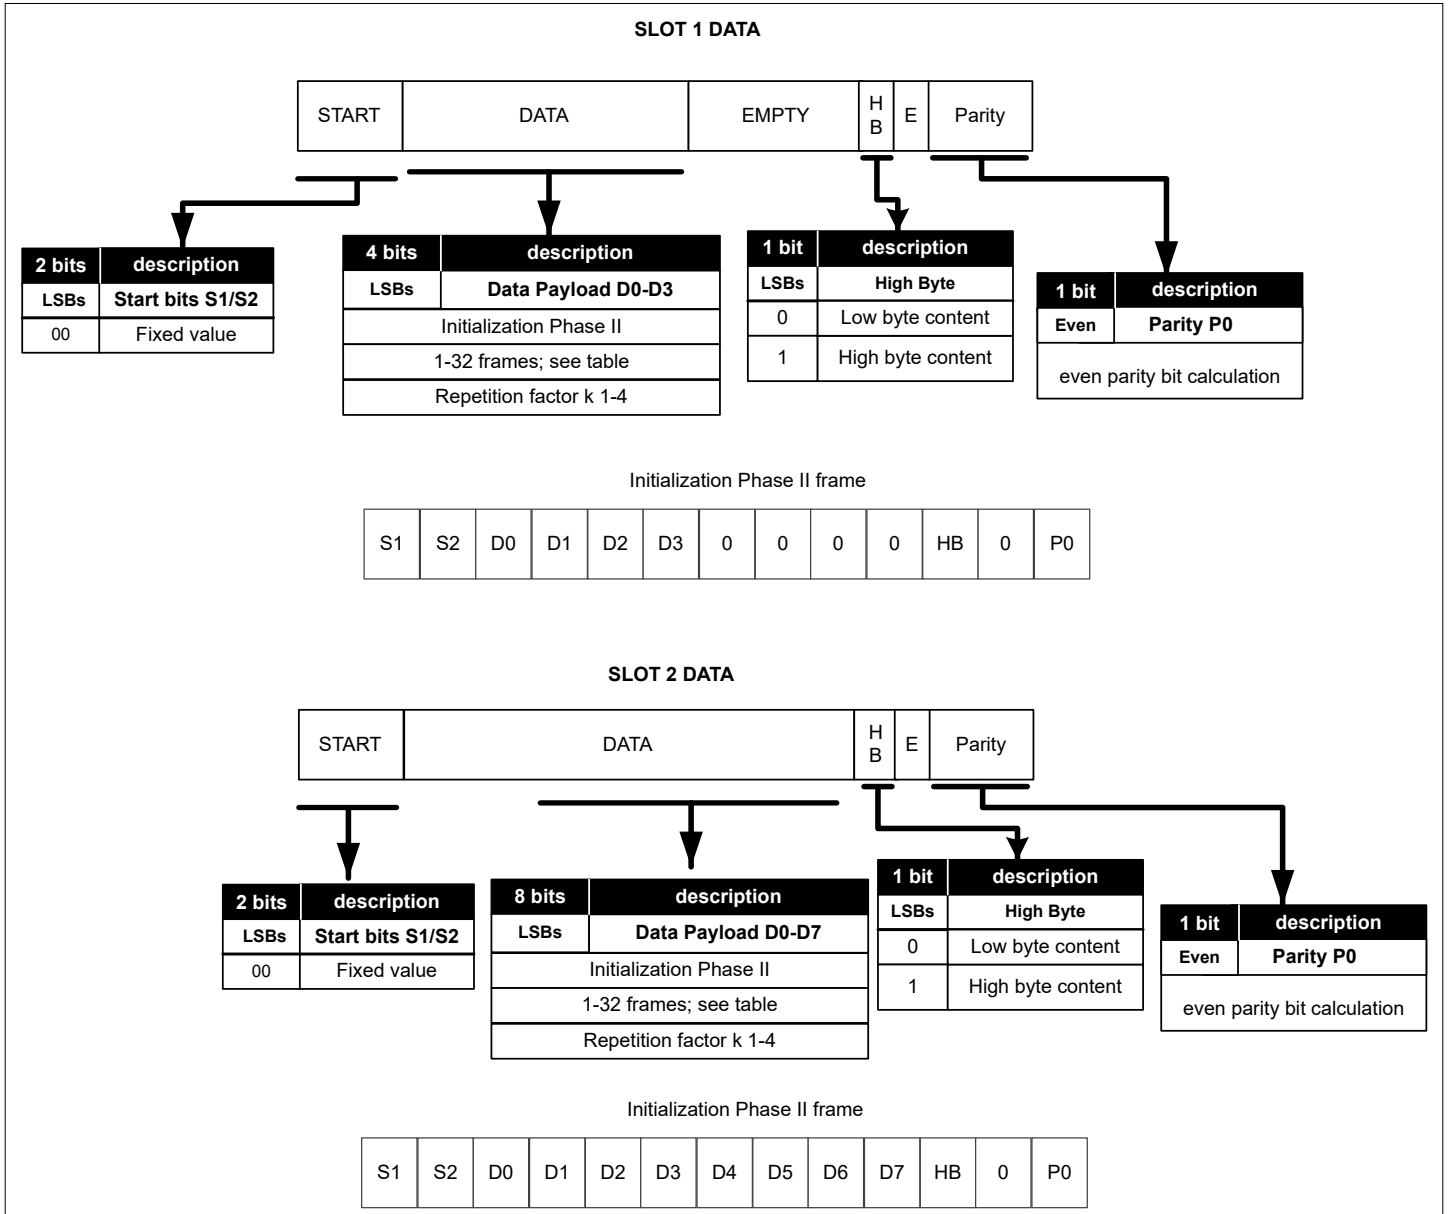 SLOT 1 DATA
START DATA EMPTY H B E Parity
2 bits description
LSBs Start bits S1/S2
00 Fixed value
4 bits description
LSBs Data Payload D0-D3
Initialization Phase II
1-32 frames; see table
Repetition factor k 1-4
1 bit description
LSBs High Byte
0 Low byte content
1 High byte content
1 bit description
Even Parity P0
even parity bit calculation
Initialization Phase II frame
S1 S2 D0 D1 D2 D3 0 0 0 0 HB 0 P0
SLOT 2 DATA
START DATA H B E Parity
2 bits description
LSBs Start bits S1/S2
00 Fixed value
8 bits description
LSBs Data Payload D0-D7
Initialization Phase II
1-32 frames; see table
Repetition factor k 1-4
1 bit description
LSBs High Byte
0 Low byte content
1 High byte content
1 bit description
Even Parity P0
even parity bit calculation
Initialization Phase II frame
S1 S2 D0 D1 D2 D3 D4 D5 D6 D7 HB 0 P0